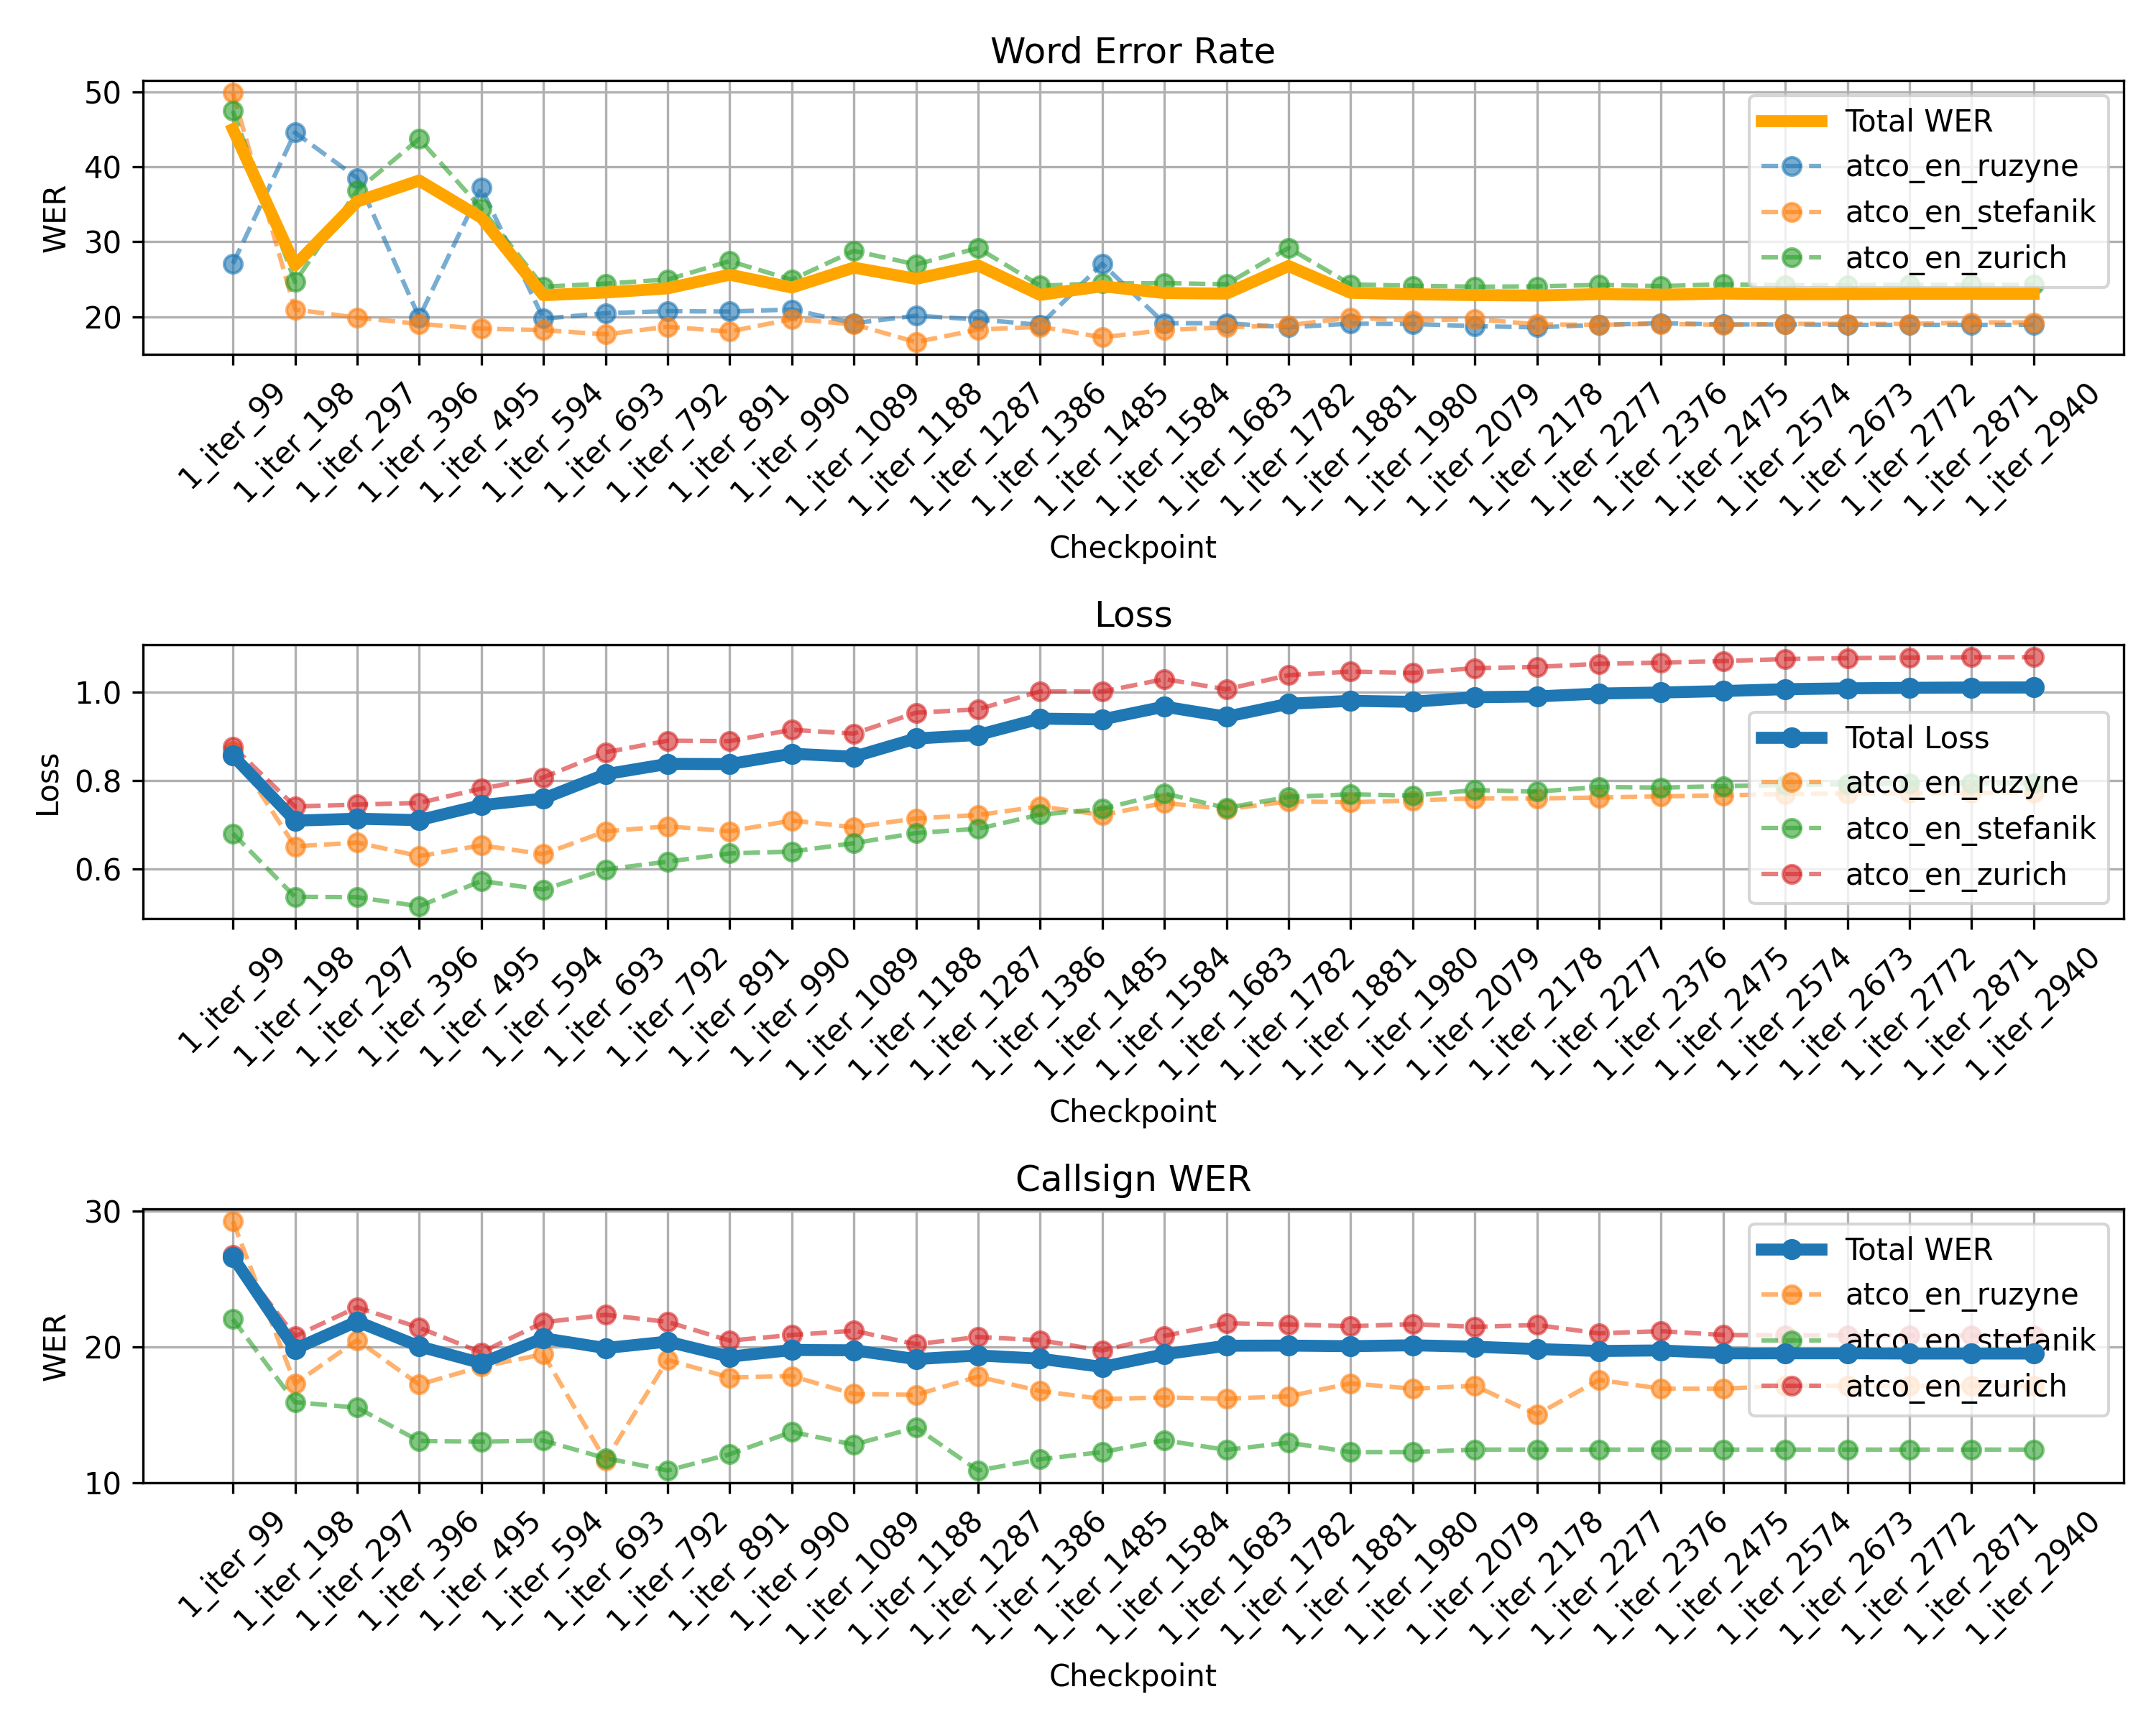 Word Error Rate
WER
50
40
30
20
Total WER
atco_en_ruzyne
atco_en_stefanik
atco_en_zurich
1_iter_99
1_iter_198
1_iter_297
1_iter_396
1_iter_495
1_iter_594
1_iter_693
1_iter_792
1_iter_891
1_iter_990
1_iter_1089
1_iter_1188
1_iter_1287
1_iter_1386
1_iter_1485
1_iter_1584
1_iter_1683
1_iter_1782
1_iter_1881
1_iter_1980
1_iter_2079
1_iter_2178
1_iter_2277
1_iter_2376
1_iter_2475
1_iter_2574
1_iter_2673
1_iter_2772
1_iter_2871
1_iter_2940
Checkpoint
Loss
Loss
1.0
0.8
0.6
Total Loss
atco_en_ruzyne
atco_en_stefanik
atco_en_zurich
1_iter_99
1_iter_198
1_iter_297
1_iter_396
1_iter_495
1_iter_594
1_iter_693
1_iter_792
1_iter_891
1_iter_990
1_iter_1089
1_iter_1188
1_iter_1287
1_iter_1386
1_iter_1485
1_iter_1584
1_iter_1683
1_iter_1782
1_iter_1881
1_iter_1980
1_iter_2079
1_iter_2178
1_iter_2277
1_iter_2376
1_iter_2475
1_iter_2574
1_iter_2673
1_iter_2772
1_iter_2871
1_iter_2940
Checkpoint
Callsign WER
WER
30
20
10
Total WER
atco_en_ruzyne
atco_en_stefanik
atco_en_zurich
1_iter_99
1_iter_198
1_iter_297
1_iter_396
1_iter_495
1_iter_594
1_iter_693
1_iter_792
1_iter_891
1_iter_990
1_iter_1089
1_iter_1188
1_iter_1287
1_iter_1386
1_iter_1485
1_iter_1584
1_iter_1683
1_iter_1782
1_iter_1881
1_iter_1980
1_iter_2079
1_iter_2178
1_iter_2277
1_iter_2376
1_iter_2475
1_iter_2574
1_iter_2673
1_iter_2772
1_iter_2871
1_iter_2940
Checkpoint